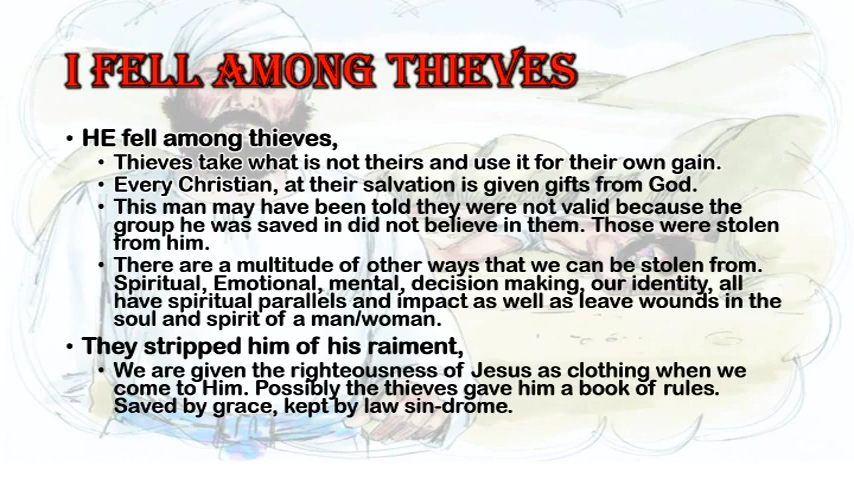 I FELL AMONG THIEVES
• HE fell among thieves,
• Thieves take what is not theirs and use it for their own gain.
• Every Christian, at their salvation is given gifts from God.
• This man may have been told they were not valid because the
group he was saved in did not believe in them. Those were stolen
from him.
• There are a multitude of other ways that we can be stolen from.
Spiritual, Emotional, mental, decision making, our identity, all
have spiritual parallels and impact as well as leave wounds in the
soul and spirit of a man/woman.
• They stripped him of his raiment,
• We are given the righteousness of Jesus as clothing when we
come to Him. Possibly the thieves gave him a book of rules.
Saved by grace, kept by law sin-drome.